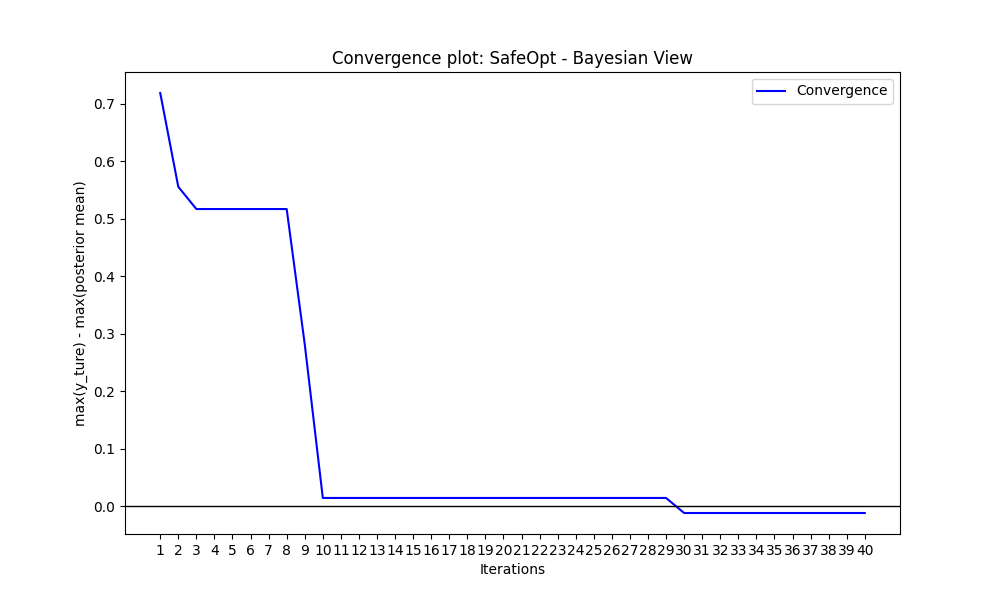 Convergence plot: SafeOpt - Bayesian View
Convergence
max(y_ture) - max(posterior mean)
0.7
0.6
0.5
0.4
0.3
0.2
0.1
0.0
1 2 3 4 5 6 7 8 9 10 11 12 13 14 15 16 17 18 19 20 21 22 23 24 25 26 27 28 29 30 31 32 33 34 35 36 37 38 39 40
Iterations